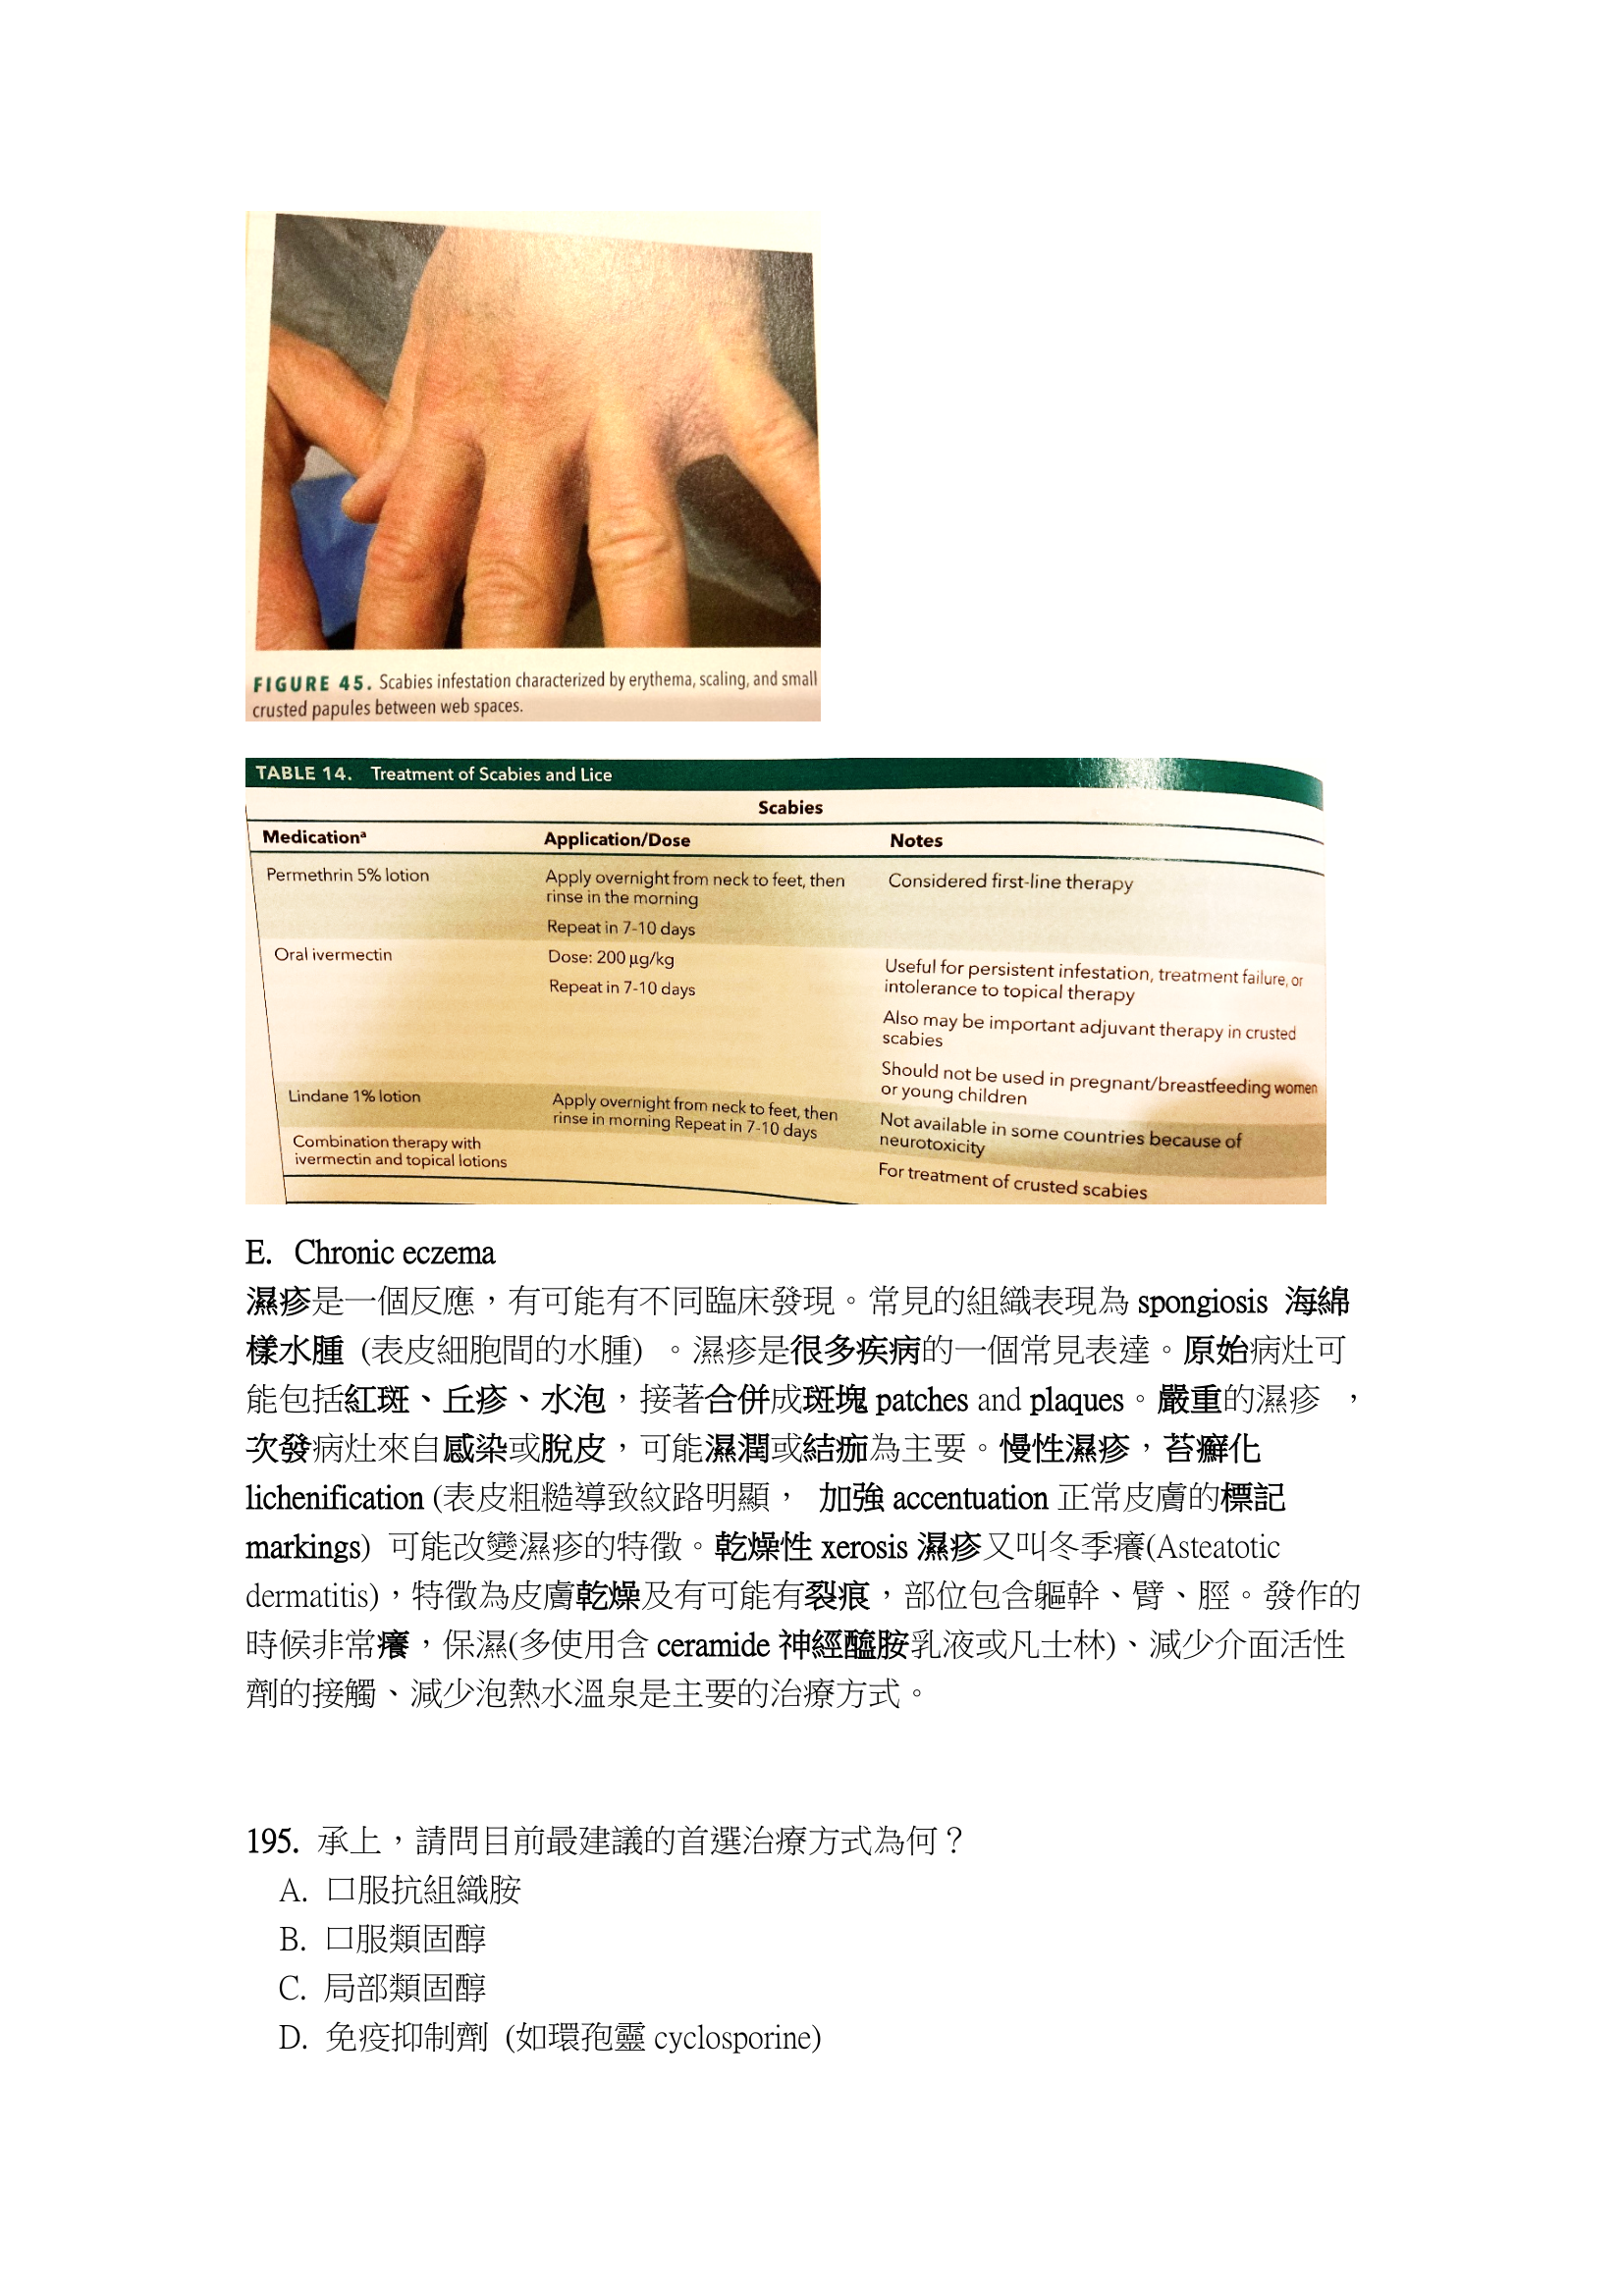 FIGURE 45. Scabies infestation characterized by erythema, scaling, and small
crusted papules between web spaces.
TABLE 14. Treatment of Scabies and Lice
Scabies
Medicationᵃ Application/Dose Notes
Permethrin 5% lotion Apply overnight from neck to feet, then Considered first-line therapy
rinse in the morning
Repeat in 7-10 days
Oral ivermectin Dose: 200 μg/kg Useful for persistent infestation, treatment failure, or
Repeat in 7-10 days intolerance to topical therapy
Also may be important adjuvant therapy in crusted
scabies
Should not be used in pregnant/breastfeeding women
or young children
Lindane 1% lotion Apply overnight from neck to feet, then Not available in some countries because of
rinse in morning Repeat in 7-10 days neurotoxicity
Combination therapy with For treatment of crusted scabies
ivermectin and topical lotions
E. Chronic eczema
濕疹是一個反應，有可能有不同臨床發現。常見的組織表現為 spongiosis 海綿
樣水腫 (表皮細胞間的水腫) 。濕疹是很多疾病的一個常見表達。原始病灶可
能包括紅斑、丘疹、水泡，接著合併成斑塊 patches and plaques。嚴重的濕疹 ，
次發病灶來自感染或脫皮，可能濕潤或結痂為主要。慢性濕疹，苔癬化
lichenification (表皮粗糙導致紋路明顯， 加強 accentuation 正常皮膚的標記
markings) 可能改變濕疹的特徵。乾燥性 xerosis 濕疹又叫冬季癢(Asteatotic
dermatitis)，特徵為皮膚乾燥及有可能有裂痕，部位包含軀幹、臂、脛。發作的
時候非常癢，保濕(多使用含 ceramide 神經醯胺乳液或凡士林)、減少介面活性
劑的接觸、減少泡熱水溫泉是主要的治療方式。
195. 承上，請問目前最建議的首選治療方式為何？
A. 口服抗組織胺
B. 口服類固醇
C. 局部類固醇
D. 免疫抑制劑 (如環孢靈 cyclosporine)